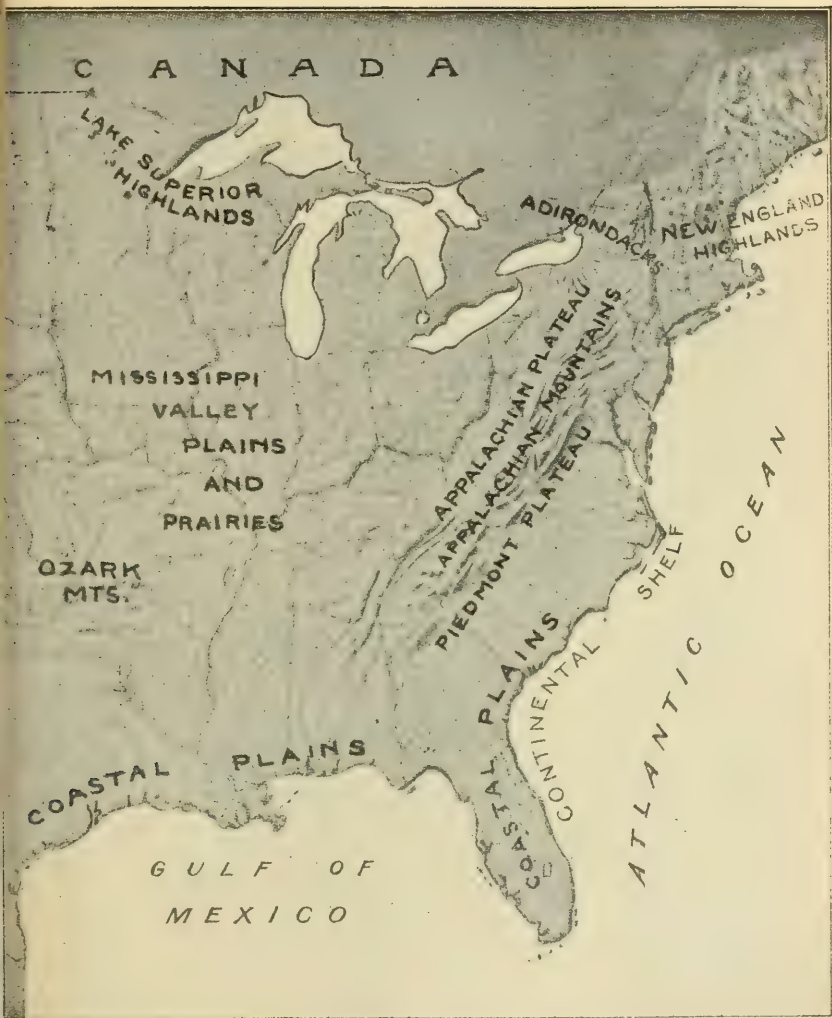 CANADA
LAKE SUPERIOR
HIGHLANDS
ADIRONDACKS
NEW ENGLAND
HIGHLANDS
APPALACHIAN PLATEAU
APPALACHIAN MOUNTAINS
PIEDMONT PLATEAU
MISSISSIPPI
VALLEY
PLAINS
AND
PRAIRIES
OZARK
MTS.
COASTAL PLAINS
COASTAL PLAINS
CONTINENTAL SHELF
ATLANTIC OCEAN
GULF OF
MEXICO